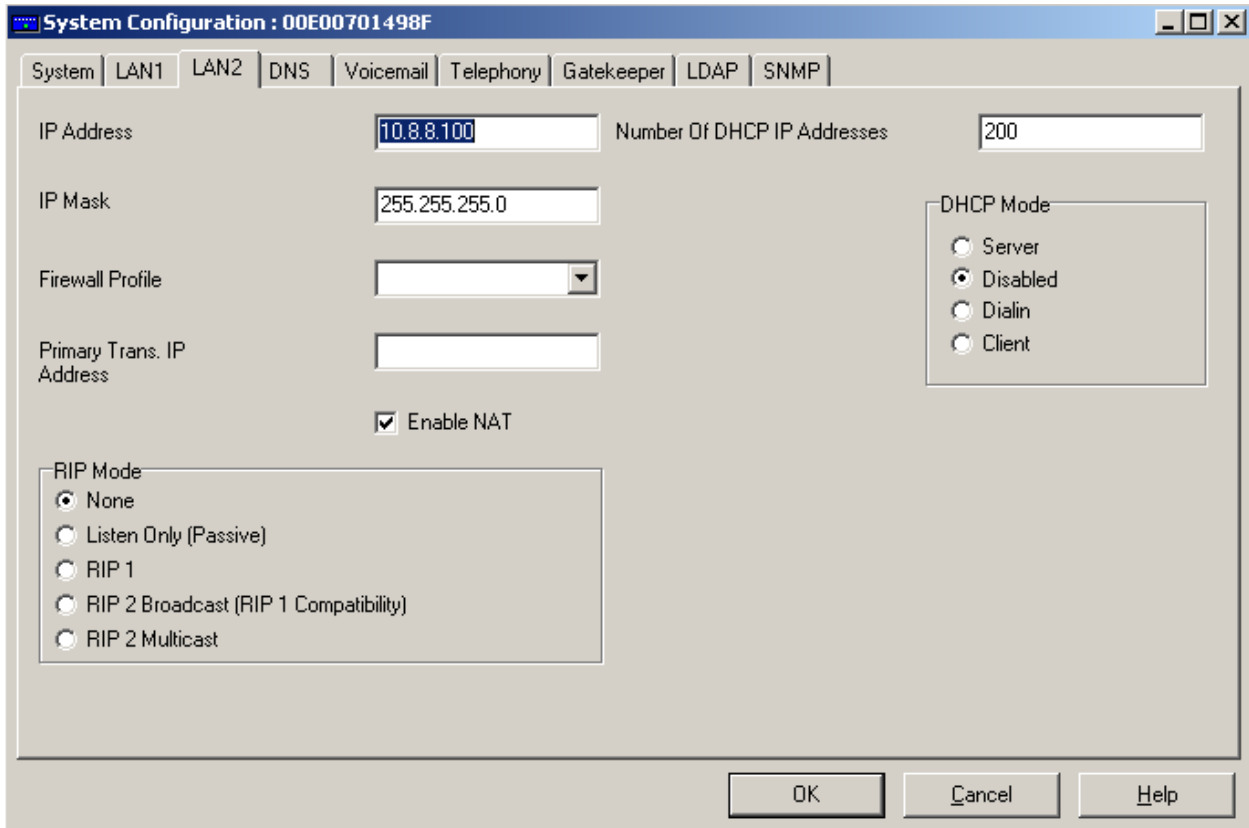 System Configuration : 00E00701498F
System LAN1 LAN2 DNS Voicemail Telephony Gatekeeper LDAP SNMP
IP Address 10.8.8.100 Number Of DHCP IP Addresses 200
IP Mask 255.255.255.0
DHCP Mode
Server
Disabled
Dialin
Client
Firewall Profile
Primary Trans. IP
Address
Enable NAT
RIP Mode
None
Listen Only (Passive)
RIP 1
RIP 2 Broadcast (RIP 1 Compatibility)
RIP 2 Multicast
OK Cancel Help